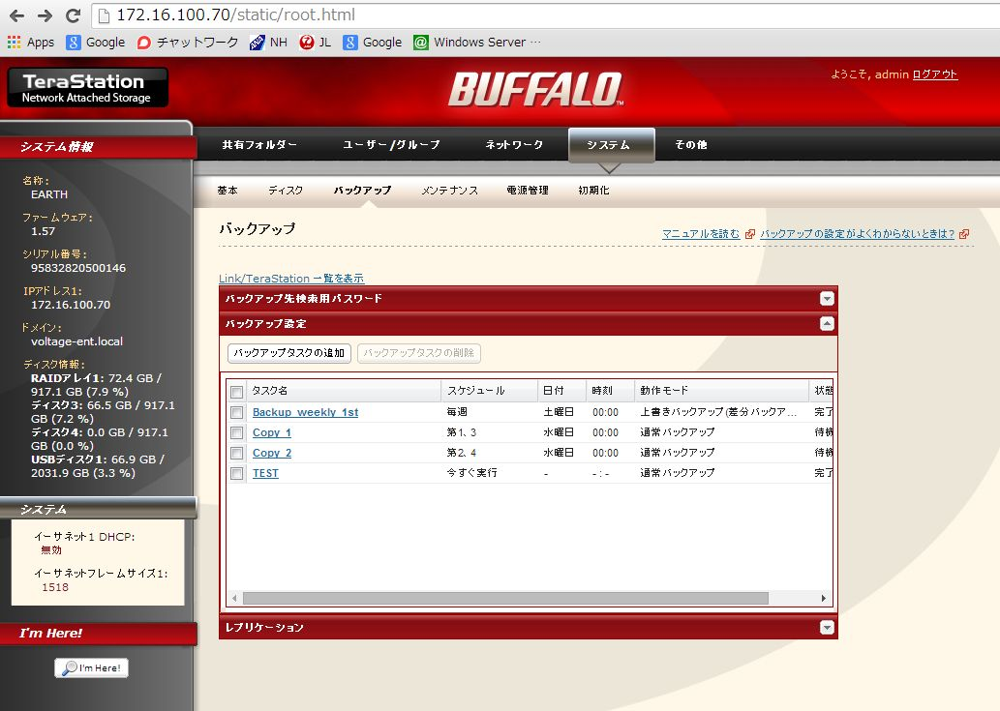 172.16.100.70/static/root.html
Apps Google チャットワーク NH JL Google Windows Server …
TeraStation
Network Attached Storage
BUFFALO™
ようこそ, admin ログアウト
システム情報
共有フォルダー ユーザー/グループ ネットワーク システム その他
基本 ディスク バックアップ メンテナンス 電源管理 初期化
名称:
EARTH
ファームウェア:
1.57
シリアル番号:
95832820500146
IPアドレス1:
172.16.100.70
ドメイン:
voltage-ent.local
ディスク情報:
RAIDアレイ1: 72.4 GB /
917.1 GB (7.9 %)
ディスク3: 66.5 GB / 917.1
GB (7.2 %)
ディスク4: 0.0 GB / 917.1
GB (0.0 %)
USBディスク1: 66.9 GB /
2031.9 GB (3.3 %)
システム
イーサネット1 DHCP:
無効
イーサネットフレームサイズ1:
1518
I'm Here!
I'm Here!
バックアップ
マニュアルを読む バックアップの設定がよくわからないときは?
Link/TeraStation 一覧を表示
バックアップ先検索用パスワード
バックアップ設定
バックアップタスクの追加 バックアップタスクの削除
タスク名 スケジュール 日付 時刻 動作モード 状態
Backup_weekly_1st 毎週 土曜日 00:00 上書きバックアップ(差分バックア...  完了
Copy_1 第1、3 水曜日 00:00 通常バックアップ 待機
Copy_2 第2、4 水曜日 00:00 通常バックアップ 待機
TEST 今すぐ実行 - -:- 通常バックアップ 完了
レプリケーション